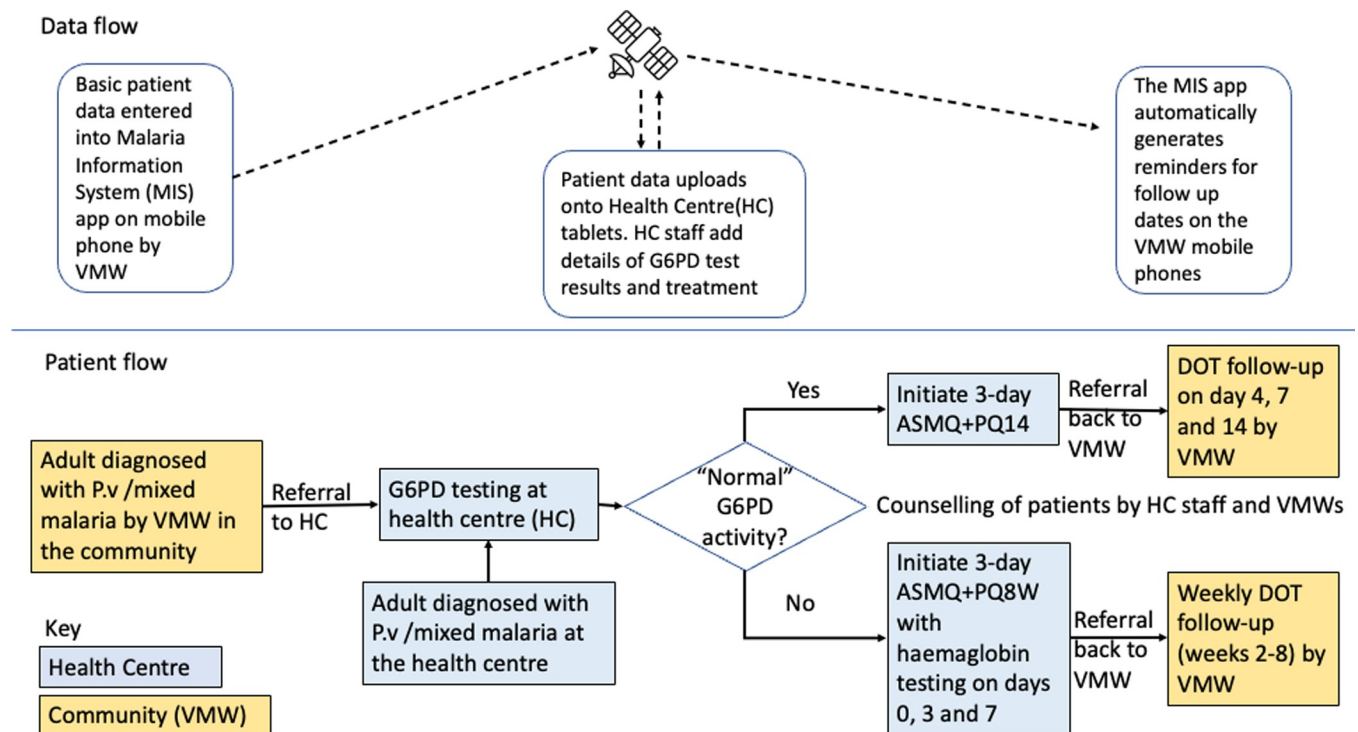 Data flow
Basic patient
data entered
into Malaria
Information
System (MIS)
app on mobile
phone by
VMW
Patient data uploads
onto Health Centre(HC)
tablets. HC staff add
details of G6PD test
results and treatment
The MIS app
automatically
generates
reminders for
follow up
dates on the
VMW mobile
phones
Patient flow
Adult diagnosed
with P.v /mixed
malaria by VMW in
the community
Referral
to HC
G6PD testing at
health centre (HC)
Adult diagnosed with
P.v /mixed malaria at
the health centre
“Normal”
G6PD
activity?
Yes
Initiate 3-day
ASMQ+PQ14
Referral
back to
VMW
DOT follow-up
on day 4, 7
and 14 by
VMW
Counselling of patients by HC staff and VMWs
No
Initiate 3-day
ASMQ+PQ8W
with
haemaglobin
testing on days
0, 3 and 7
Referral
back to
VMW
Weekly DOT
follow-up
(weeks 2-8) by
VMW
Key
Health Centre
Community (VMW)